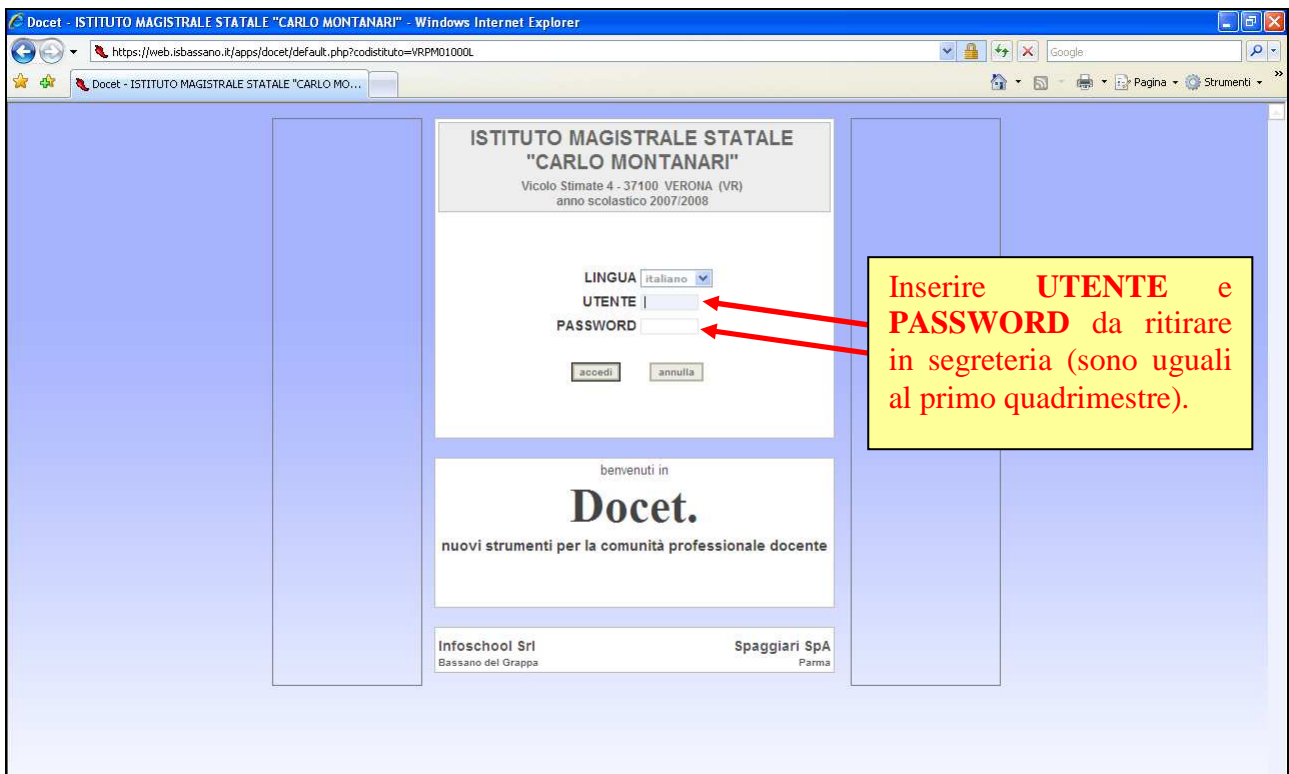 Docet - ISTITUTO MAGISTRALE STATALE "CARLO MONTANARI" - Windows Internet Explorer
https://web.isbassano.it/apps/docet/default.php?codistituto=VRPM01000L
Google
Docet - ISTITUTO MAGISTRALE STATALE "CARLO MO...
Pagina
Strumenti
ISTITUTO MAGISTRALE STATALE
"CARLO MONTANARI"
Vicolo Stimate 4 - 37100 VERONA (VR)
anno scolastico 2007/2008
LINGUA italiano
UTENTE
PASSWORD
accedi annulla
Inserire UTENTE e
PASSWORD da ritirare
in segreteria (sono uguali
al primo quadrimestre).
benvenuti in
Docet.
nuovi strumenti per la comunità professionale docente
Infoschool Srl Spaggiari SpA
Bassano del Grappa Parma